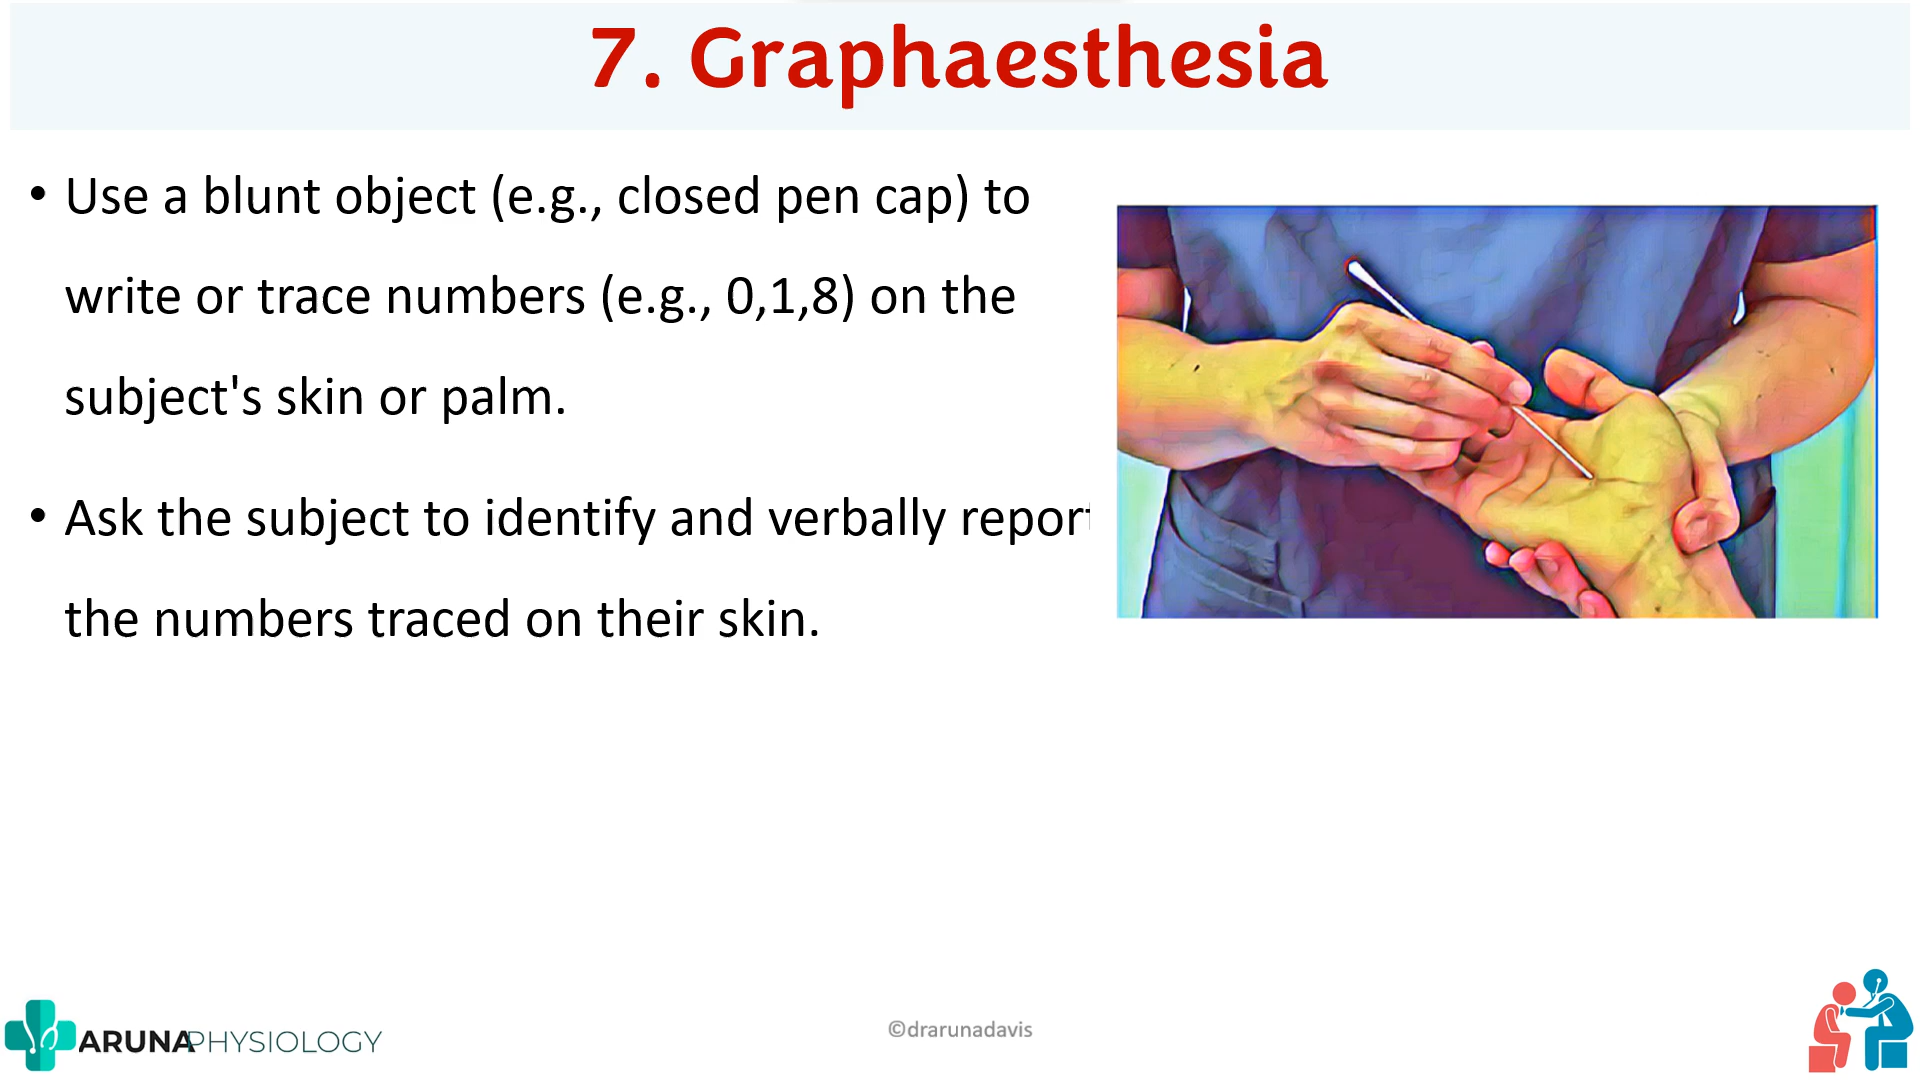 7. Graphaesthesia
• Use a blunt object (e.g., closed pen cap) to
write or trace numbers (e.g., 0,1,8) on the
subject's skin or palm.
• Ask the subject to identify and verbally report
the numbers traced on their skin.
ARUNAPHYSIOLOGY
©drarunadavis